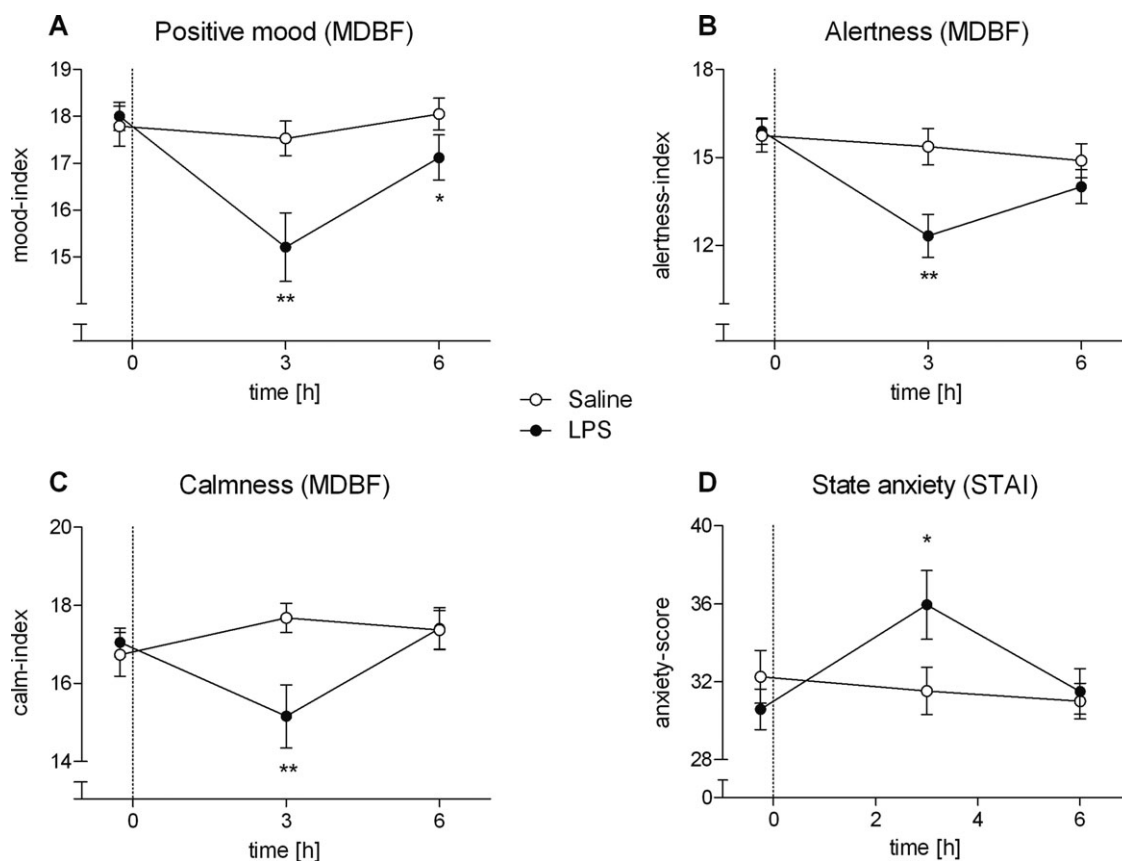 A Positive mood (MDBF)
19
18
17
16
15
mood-index
**
*
0 3 6
time [h]
B Alertness (MDBF)
18
15
12
alertness-index
**
0 3 6
time [h]
Saline
LPS
C Calmness (MDBF)
20
18
16
14
calm-index
**
0 3 6
time [h]
D State anxiety (STAI)
40
36
32
28
0
anxiety-score
*
0 2 4 6
time [h]